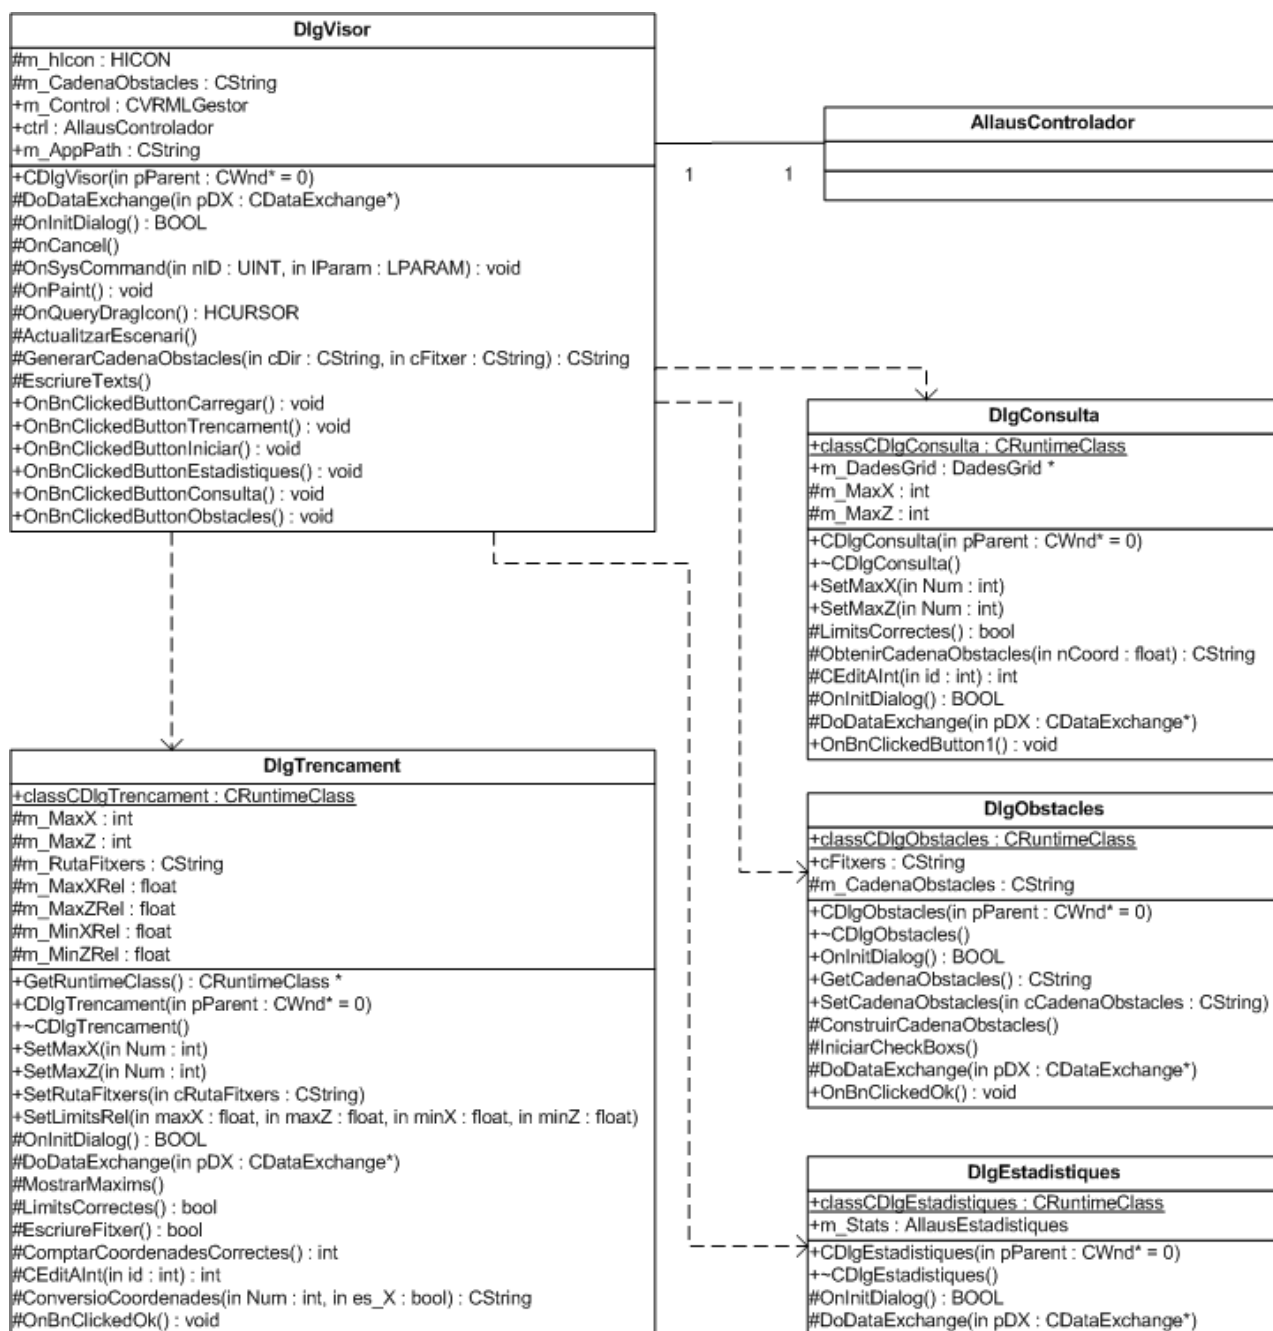 DlgVisor
#m_hIcon : HICON
#m_CadenaObstacles : CString
+m_Control : CVRMLGestor
+ctrl : AllausControlador
+m_AppPath : CString
+CDlgVisor(in pParent : CWnd* = 0)
#DoDataExchange(in pDX : CDataExchange*)
#OnInitDialog() : BOOL
#OnCancel()
#OnSysCommand(in nID : UINT, in lParam : LPARAM) : void
#OnPaint() : void
#OnQueryDragIcon() : HCURSOR
#ActualitzarEscenari()
#GenerarCadenaObstacles(in cDir : CString, in cFitxer : CString) : CString
#EscriureTexts()
+OnBnClickedButtonCarregar() : void
+OnBnClickedButtonTrencament() : void
+OnBnClickedButtonIniciar() : void
+OnBnClickedButtonEstadistiques() : void
+OnBnClickedButtonConsulta() : void
+OnBnClickedButtonObstacles() : void
AllausControlador
1
1
DlgConsulta
+classCDlgConsulta : CRuntimeClass
+m_DadesGrid : DadesGrid *
#m_MaxX : int
#m_MaxZ : int
+CDlgConsulta(in pParent : CWnd* = 0)
+~CDlgConsulta()
+SetMaxX(in Num : int)
+SetMaxZ(in Num : int)
#LimitsCorrectes() : bool
#ObtenirCadenaObstacles(in nCoord : float) : CString
#CEditAInt(in id : int) : int
#OnInitDialog() : BOOL
#DoDataExchange(in pDX : CDataExchange*)
+OnBnClickedButton1() : void
DlgTrencament
+classCDlgTrencament : CRuntimeClass
#m_MaxX : int
#m_MaxZ : int
#m_RutaFitxers : CString
#m_MaxXRel : float
#m_MaxZRel : float
#m_MinXRel : float
#m_MinZRel : float
+GetRuntimeClass() : CRuntimeClass *
+CDlgTrencament(in pParent : CWnd* = 0)
+~CDlgTrencament()
+SetMaxX(in Num : int)
+SetMaxZ(in Num : int)
+SetRutaFitxers(in cRutaFitxers : CString)
+SetLimitsRel(in maxX : float, in maxZ : float, in minX : float, in minZ : float)
#OnInitDialog() : BOOL
#DoDataExchange(in pDX : CDataExchange*)
#MostrarMaxims()
#LimitsCorrectes() : bool
#EscriureFitxer() : bool
#ComptarCoordenadesCorrectes() : int
#CEditAInt(in id : int) : int
#ConversioCoordenades(in Num : int, in es_X : bool) : CString
#OnBnClickedOk() : void
DlgObstacles
+classCDlgObstacles : CRuntimeClass
+cFitxers : CString
#m_CadenaObstacles : CString
+CDlgObstacles(in pParent : CWnd* = 0)
+~CDlgObstacles()
+OnInitDialog() : BOOL
+GetCadenaObstacles() : CString
+SetCadenaObstacles(in cCadenaObstacles : CString)
#ConstruirCadenaObstacles()
#IniciarCheckBoxs()
#DoDataExchange(in pDX : CDataExchange*)
+OnBnClickedOk() : void
DlgEstadistiques
+classCDlgEstadistiques : CRuntimeClass
+m_Stats : AllausEstadistiques
+CDlgEstadistiques(in pParent : CWnd* = 0)
+~CDlgEstadistiques()
#OnInitDialog() : BOOL
#DoDataExchange(in pDX : CDataExchange*)